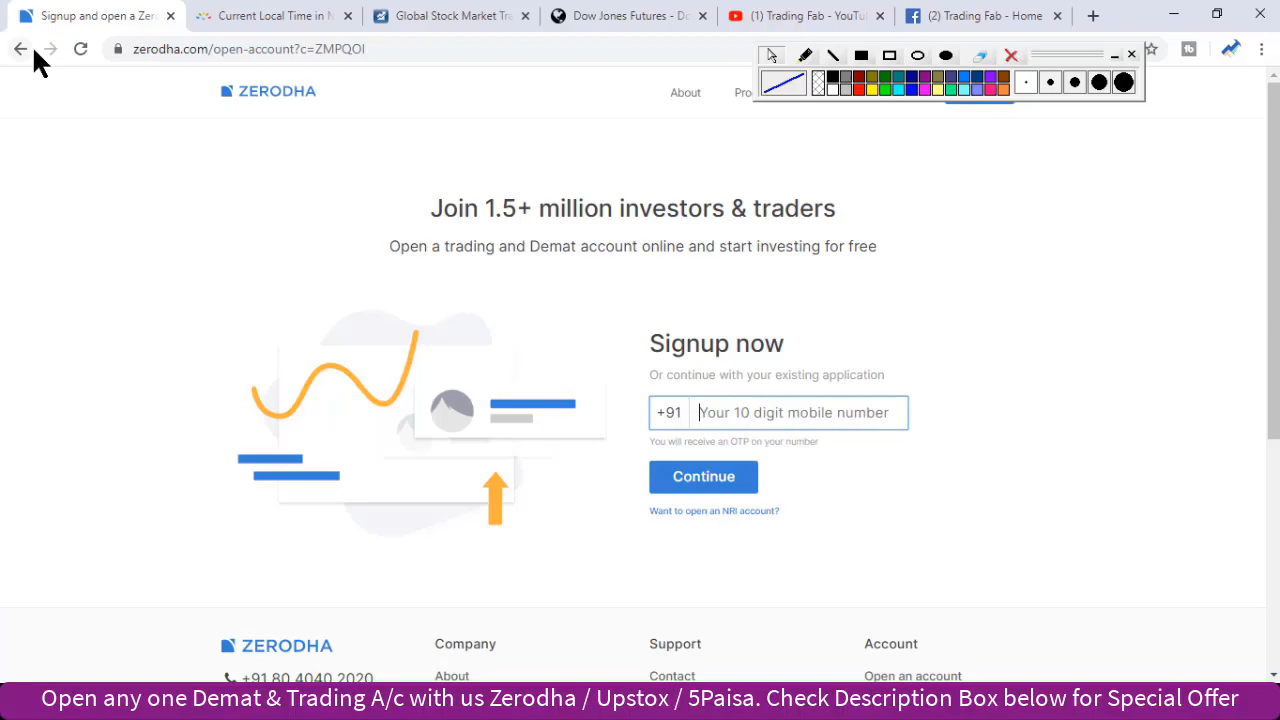 Signup and open a Zer
Current Local Time in N
Global Stock Market Tra
Dow Jones Futures - Do
(1) Trading Fab - YouTu
(2) Trading Fab - Home
zerodha.com/open-account?c=ZMPQOI
ZERODHA
About
Pro
Join 1.5+ million investors & traders
Open a trading and Demat account online and start investing for free
Signup now
Or continue with your existing application
+91 Your 10 digit mobile number
You will receive an OTP on your number
Continue
Want to open an NRI account?
ZERODHA
Company
Support
Account
+91 80 4040 2020
About
Contact
Open an account
Open any one Demat & Trading A/c with us Zerodha / Upstox / 5Paisa. Check Description Box below for Special Offer